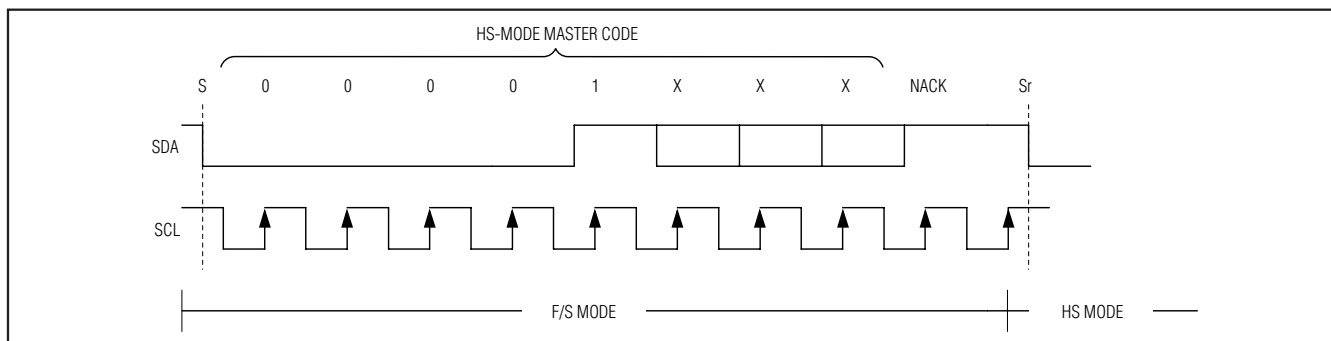 HS-MODE MASTER CODE
S 0 0 0 0 1 X X X NACK Sr
SDA
SCL
F/S MODE HS MODE